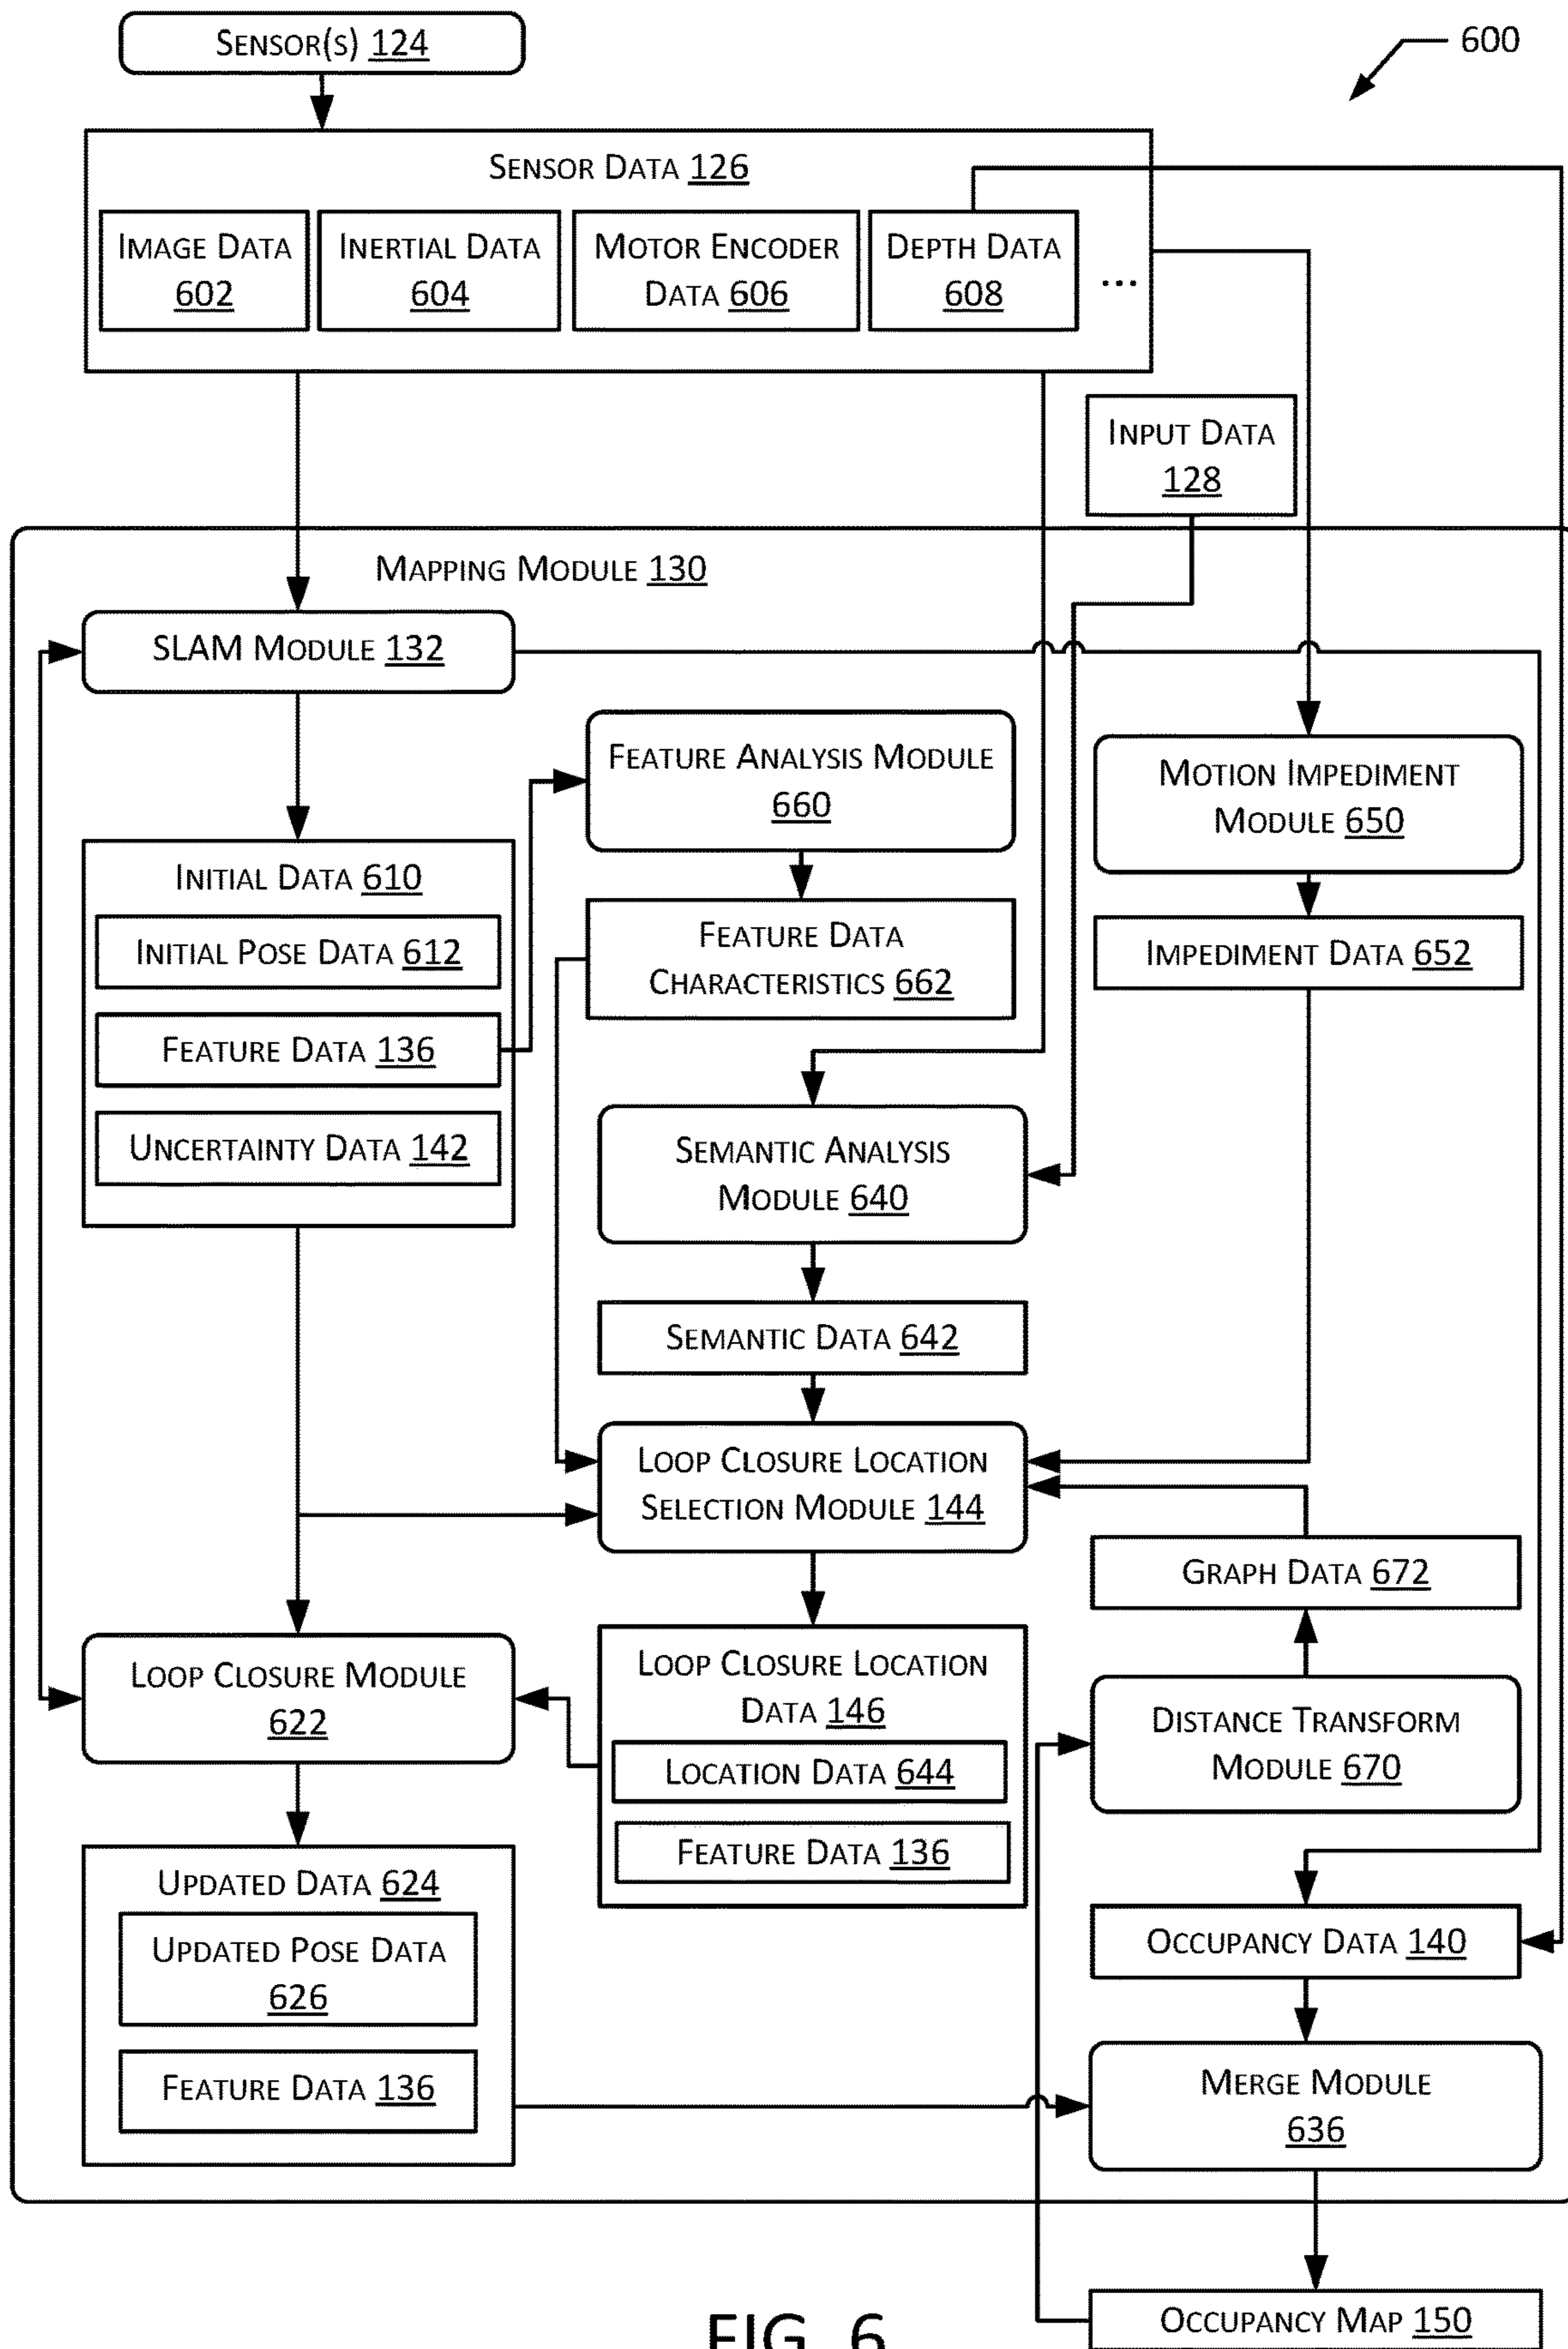 SENSOR(S) 124
600
SENSOR DATA 126
IMAGE DATA
602
INERTIAL DATA
604
MOTOR ENCODER
DATA 606
DEPTH DATA
608
...
INPUT DATA
128
MAPPING MODULE 130
SLAM MODULE 132
FEATURE ANALYSIS MODULE
660
MOTION IMPEDIMENT
MODULE 650
INITIAL DATA 610
INITIAL POSE DATA 612
FEATURE DATA 136
UNCERTAINTY DATA 142
FEATURE DATA
CHARACTERISTICS 662
IMPEDIMENT DATA 652
SEMANTIC ANALYSIS
MODULE 640
SEMANTIC DATA 642
LOOP CLOSURE LOCATION
SELECTION MODULE 144
GRAPH DATA 672
LOOP CLOSURE MODULE
622
LOOP CLOSURE LOCATION
DATA 146
LOCATION DATA 644
FEATURE DATA 136
DISTANCE TRANSFORM
MODULE 670
UPDATED DATA 624
UPDATED POSE DATA
626
FEATURE DATA 136
OCCUPANCY DATA 140
MERGE MODULE
636
OCCUPANCY MAP 150
FIG. 6